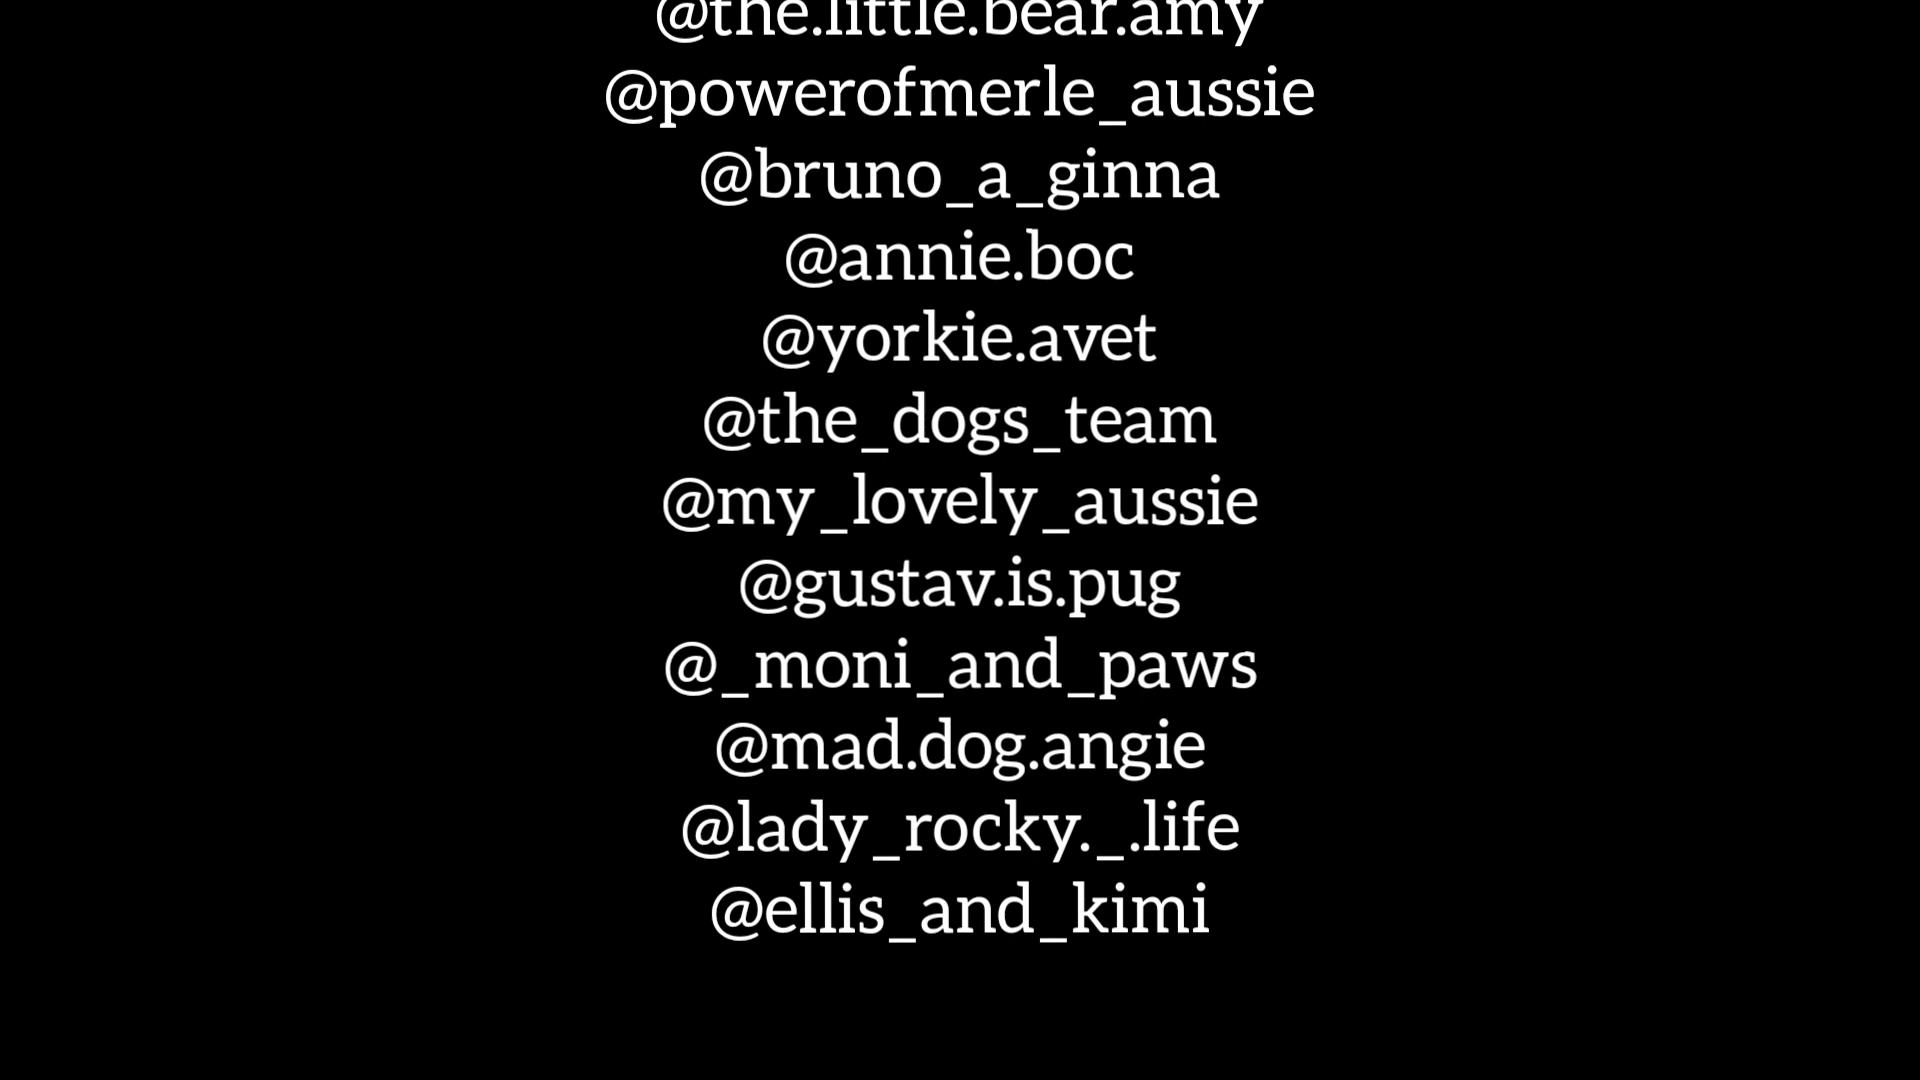 @the.little.bear.amy
@powerofmerle_aussie
@bruno_a_ginna
@annie.boc
@yorkie.avet
@the_dogs_team
@my_lovely_aussie
@gustav.is.pug
@_moni_and_paws
@mad.dog.angie
@lady_rocky._.life
@ellis_and_kimi